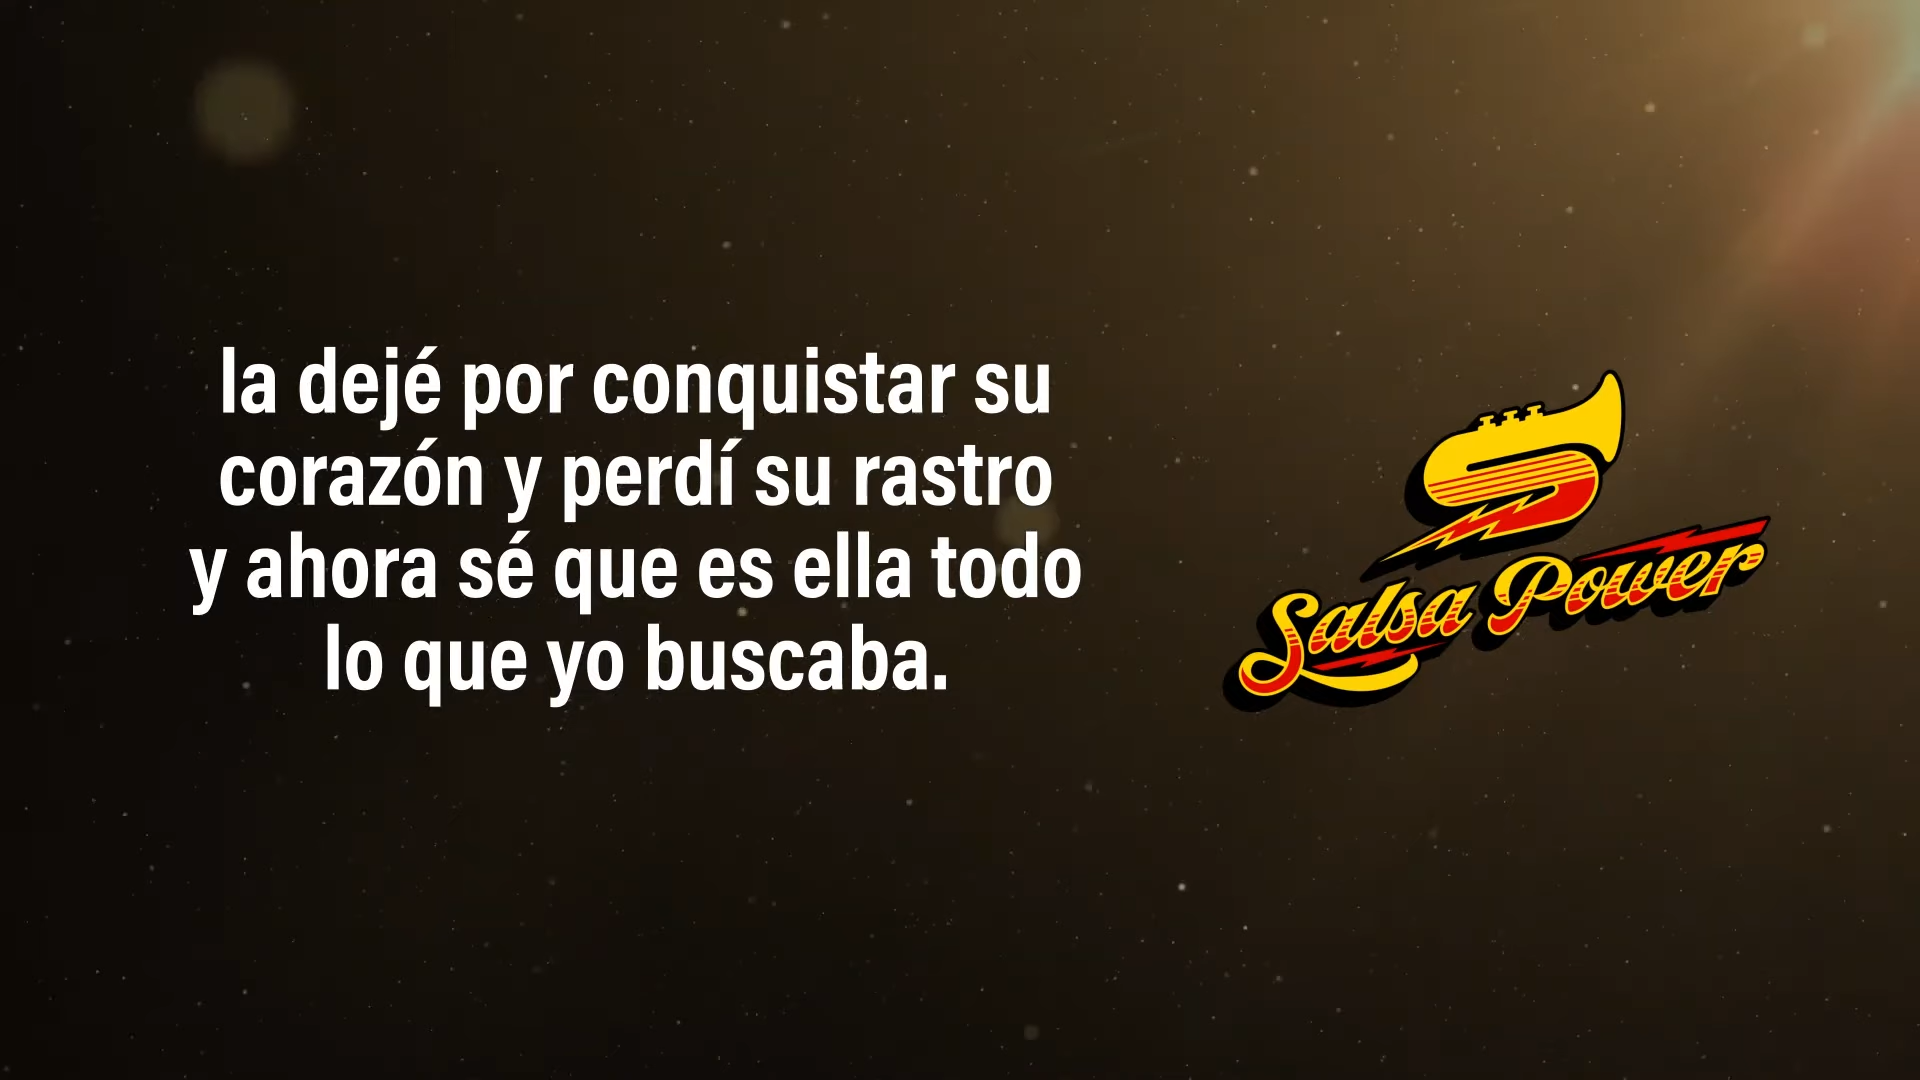 la dejé por conquistar su
corazón y perdí su rastro
y ahora sé que es ella todo
lo que yo buscaba.
Salsa Power